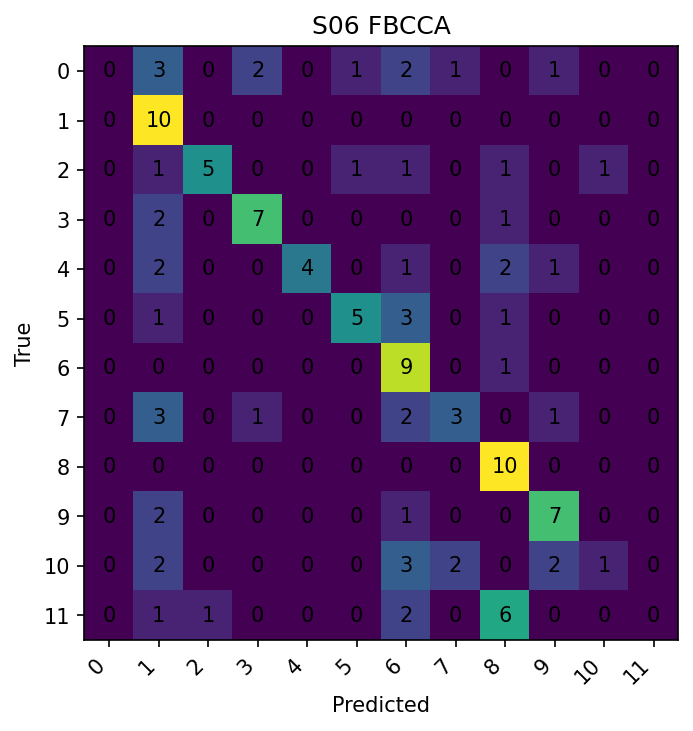 S06 FBCCA
0 0 3 0 2 0 1 2 1 0 1 0 0
1 0 10 0 0 0 0 0 0 0 0 0 0
2 0 1 5 0 0 1 1 0 1 0 1 0
3 0 2 0 7 0 0 0 0 1 0 0 0
4 0 2 0 0 4 0 1 0 2 1 0 0
5 0 1 0 0 0 5 3 0 1 0 0 0
6 0 0 0 0 0 0 9 0 1 0 0 0
7 0 3 0 1 0 0 2 3 0 1 0 0
8 0 0 0 0 0 0 0 0 10 0 0 0
9 0 2 0 0 0 0 1 0 0 7 0 0
10 0 2 0 0 0 0 3 2 0 2 1 0
11 0 1 1 0 0 0 2 0 6 0 0 0
True
0 1 2 3 4 5 6 7 8 9 10 11
Predicted